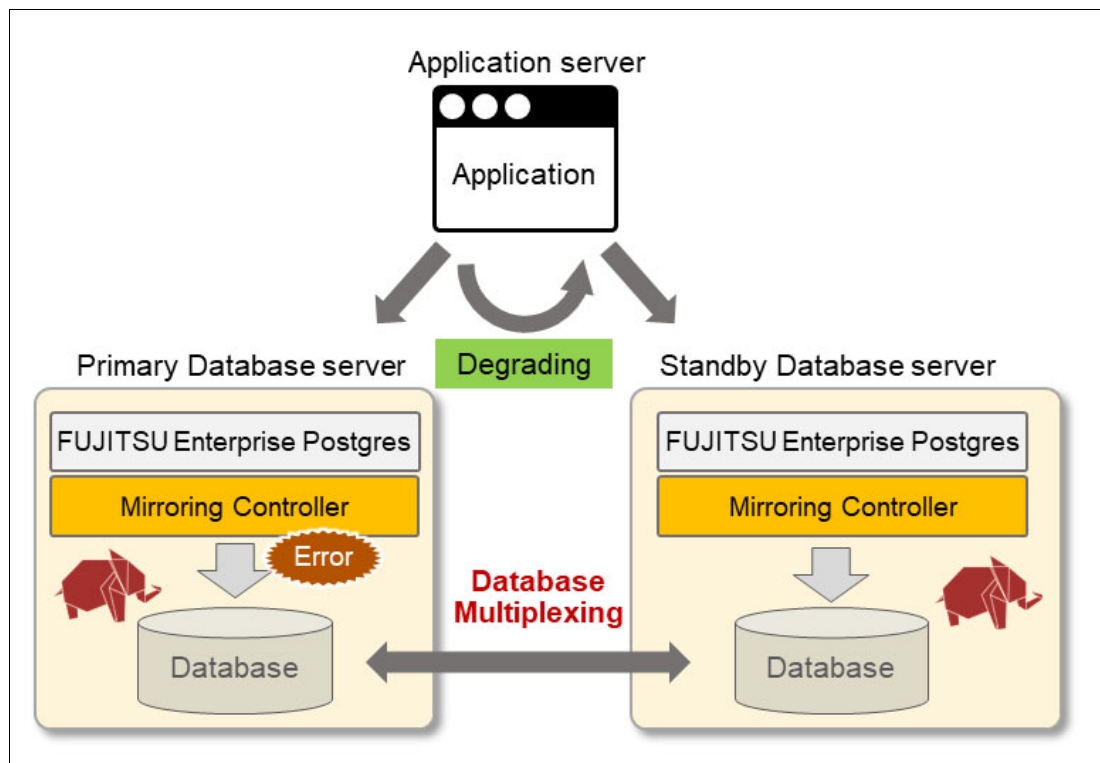 Application server
Application
Degrading
Primary Database server
Standby Database server
FUJITSU Enterprise Postgres
Mirroring Controller
Error
Database
Database
Multiplexing
FUJITSU Enterprise Postgres
Mirroring Controller
Database